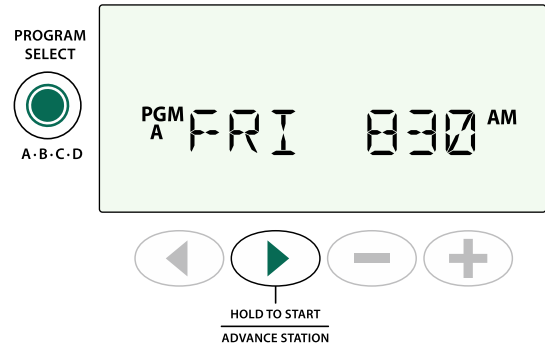 PROGRAM
SELECT
A·B·C·D
PGM
A
FRI 830 AM
HOLD TO START
ADVANCE STATION